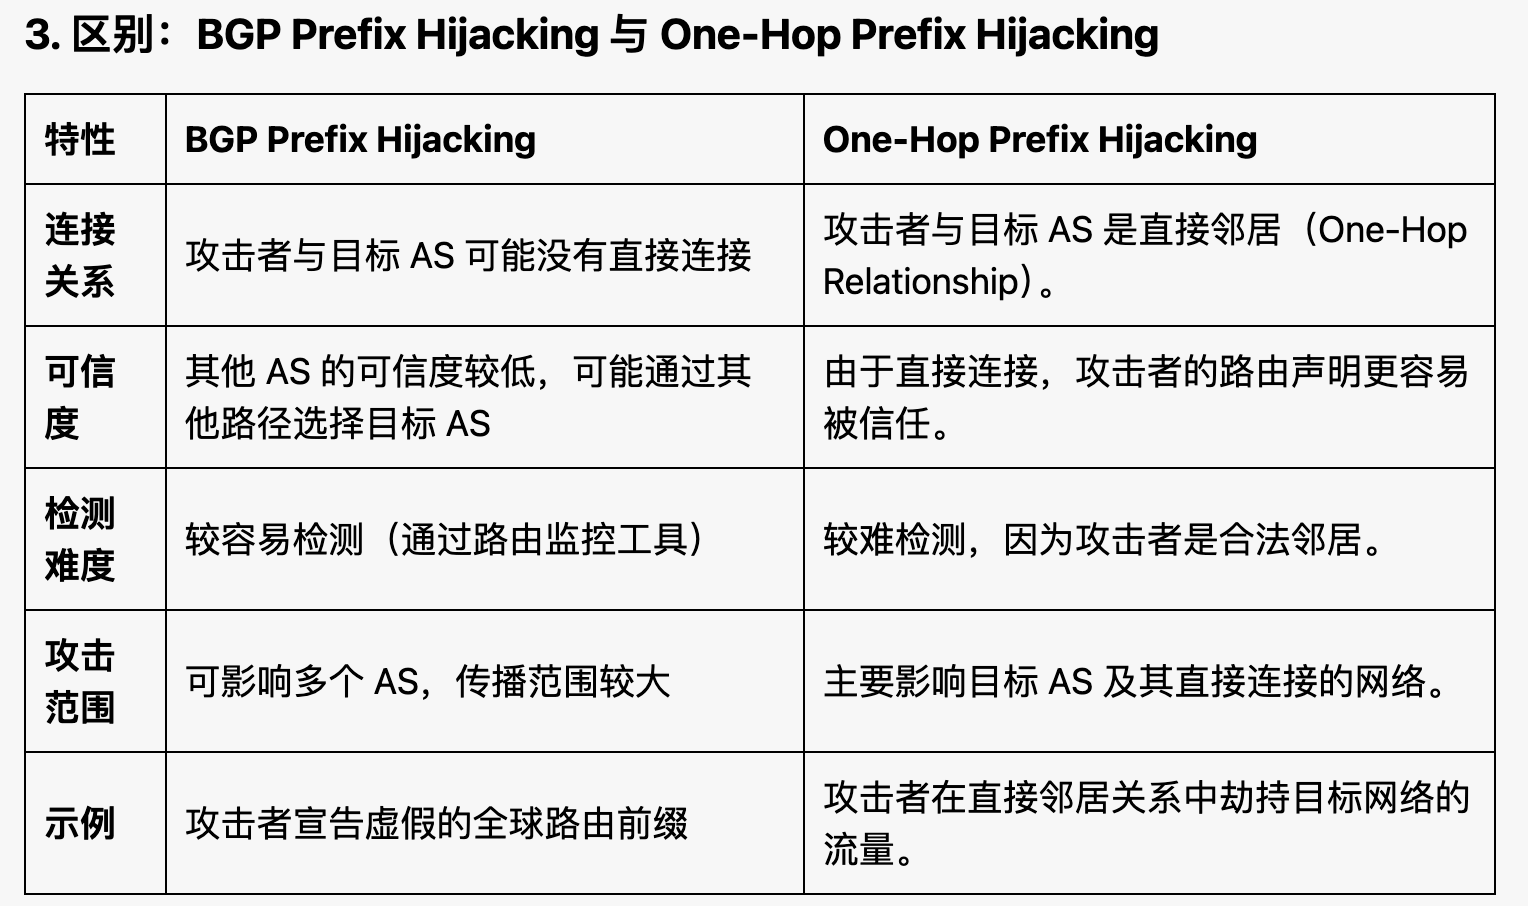 3. 区别：BGP Prefix Hijacking 与 One-Hop Prefix Hijacking
特性
BGP Prefix Hijacking
One-Hop Prefix Hijacking
连接
关系
攻击者与目标 AS 可能没有直接连接
攻击者与目标 AS 是直接邻居（One-Hop
Relationship）。
可信
度
其他 AS 的可信度较低，可能通过其
他路径选择目标 AS
由于直接连接，攻击者的路由声明更容易
被信任。
检测
难度
较容易检测（通过路由监控工具）
较难检测，因为攻击者是合法邻居。
攻击
范围
可影响多个 AS，传播范围较大
主要影响目标 AS 及其直接连接的网络。
示例
攻击者宣告虚假的全球路由前缀
攻击者在直接邻居关系中劫持目标网络的
流量。